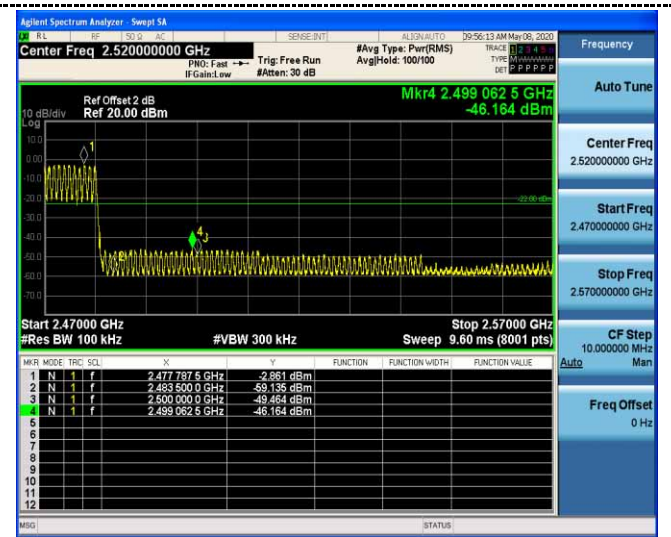 Agilent Spectrum Analyzer - Swept SA
RL RF 50 Ω AC SENSE:INT ALIGNAUTO 09:56:13 AM May 08, 2020
Center Freq 2.520000000 GHz
PNO: Fast
IFGain:Low
Trig: Free Run
#Atten: 30 dB
#Avg Type: Pwr(RMS)
Avg|Hold: 100/100
TRACE 1 2 3 4 5 6
TYPE M
DET P P P P P P
Ref Offset 2 dB
10 dB/div Ref 20.00 dBm
Log
Mkr4 2.499 062 5 GHz
-46.164 dBm
10.0
0.00
-10.0
-20.0
-30.0
-40.0
-50.0
-60.0
-70.0
1
2
4
3
-22.00 dBm
Start 2.47000 GHz Stop 2.57000 GHz
#Res BW 100 kHz #VBW 300 kHz Sweep 9.60 ms (8001 pts)
MKR MODE TRC SCL X Y FUNCTION FUNCTION WIDTH FUNCTION VALUE
1 N 1 f 2.477 787 5 GHz -2.861 dBm
2 N 1 f 2.483 500 0 GHz -59.135 dBm
3 N 1 f 2.500 000 0 GHz -49.464 dBm
4 N 1 f 2.499 062 5 GHz -46.164 dBm
5
6
7
8
9
10
11
12
MSG STATUS
Frequency
Auto Tune
Center Freq
2.520000000 GHz
Start Freq
2.470000000 GHz
Stop Freq
2.570000000 GHz
CF Step
10.000000 MHz
Auto Man
Freq Offset
0 Hz